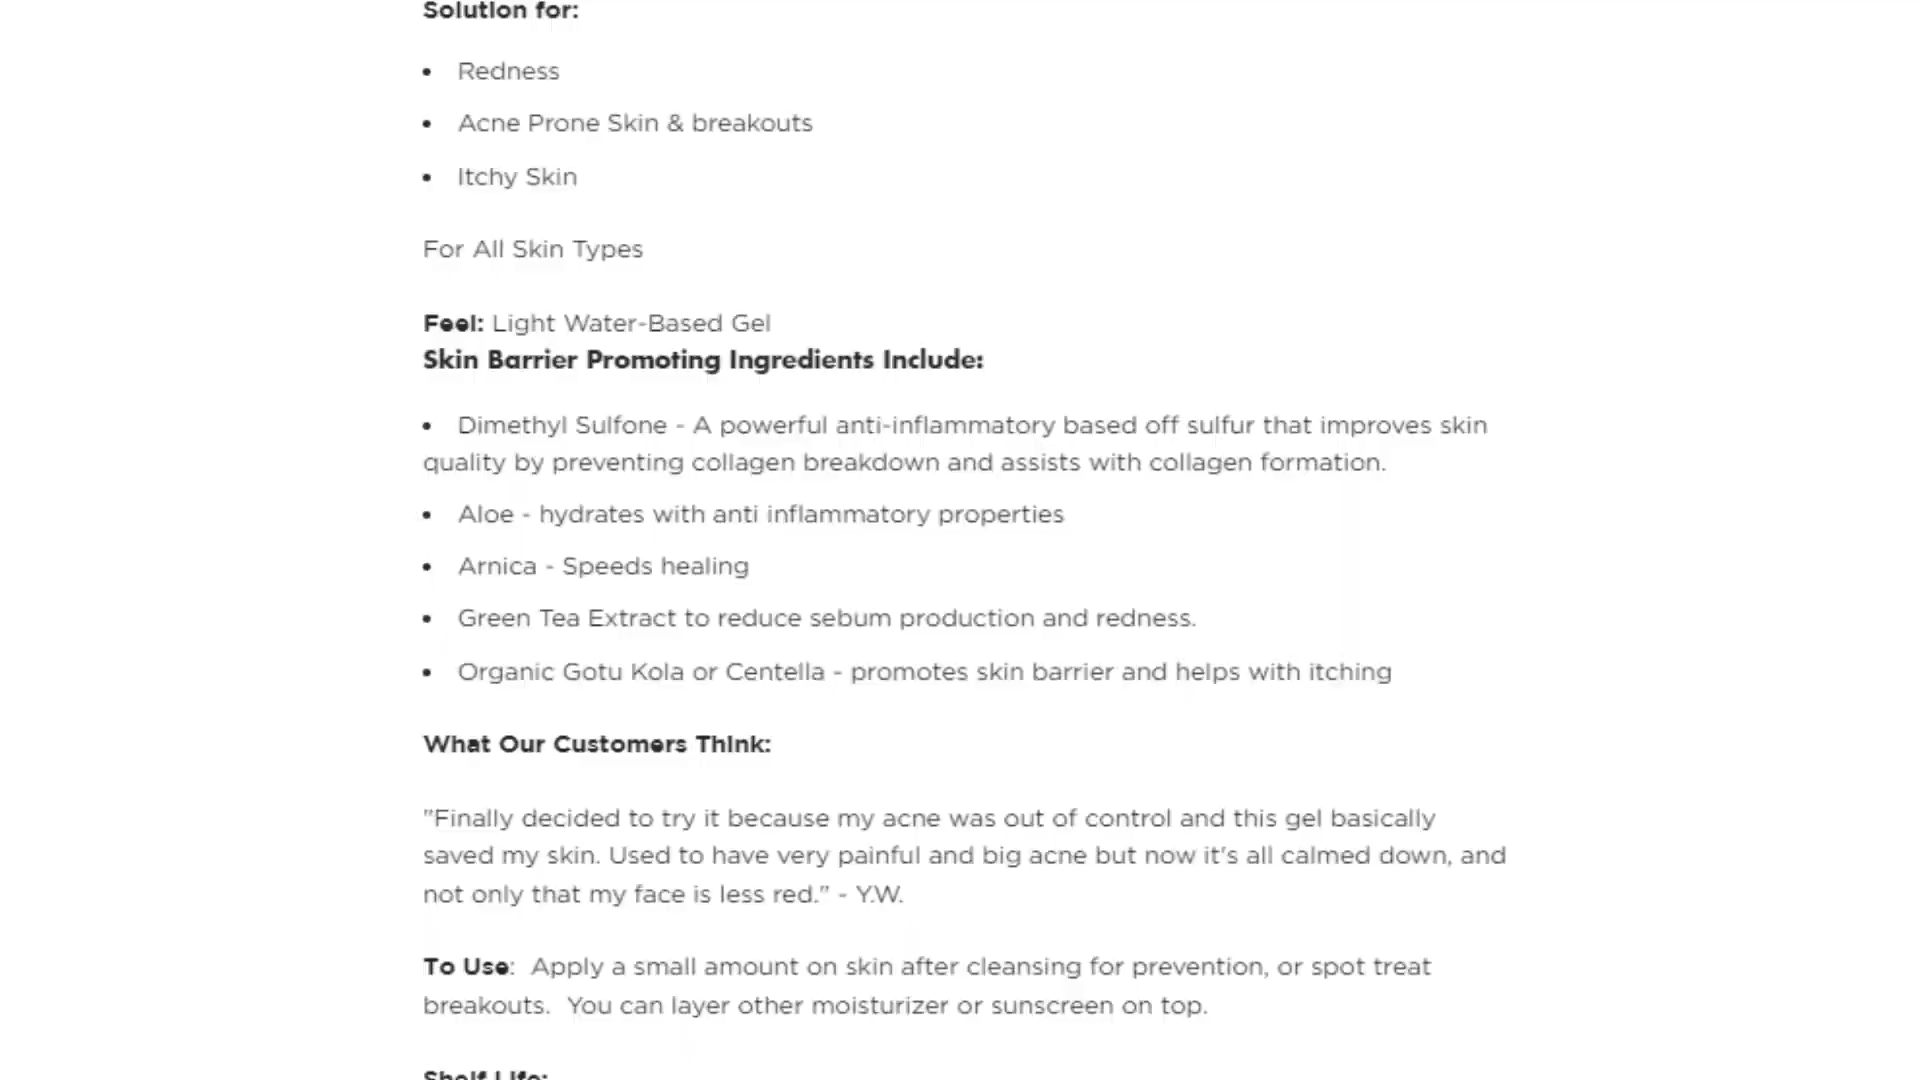 Solution for:
• Redness
• Acne Prone Skin & breakouts
• Itchy Skin
For All Skin Types
Feel: Light Water-Based Gel
Skin Barrier Promoting Ingredients Include:
• Dimethyl Sulfone - A powerful anti-inflammatory based off sulfur that improves skin
quality by preventing collagen breakdown and assists with collagen formation.
• Aloe - hydrates with anti inflammatory properties
• Arnica - Speeds healing
• Green Tea Extract to reduce sebum production and redness.
• Organic Gotu Kola or Centella - promotes skin barrier and helps with itching
What Our Customers Think:
"Finally decided to try it because my acne was out of control and this gel basically
saved my skin. Used to have very painful and big acne but now it's all calmed down, and
not only that my face is less red." - Y.W.
To Use:  Apply a small amount on skin after cleansing for prevention, or spot treat
breakouts.  You can layer other moisturizer or sunscreen on top.
Shelf Life: